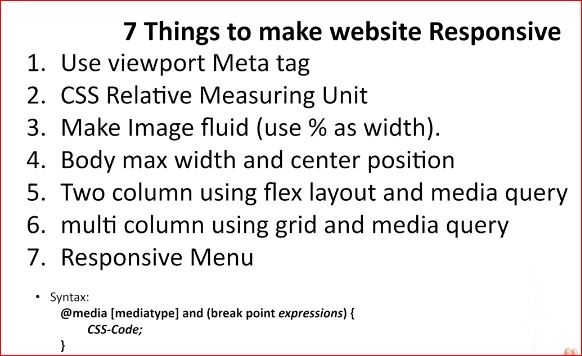 7 Things to make website Responsive
1. Use viewport Meta tag
2. CSS Relative Measuring Unit
3. Make Image fluid (use % as width).
4. Body max width and center position
5. Two column using flex layout and media query
6. multi column using grid and media query
7. Responsive Menu
• Syntax:
@media [mediatype] and (break point expressions) {
CSS-Code;
}